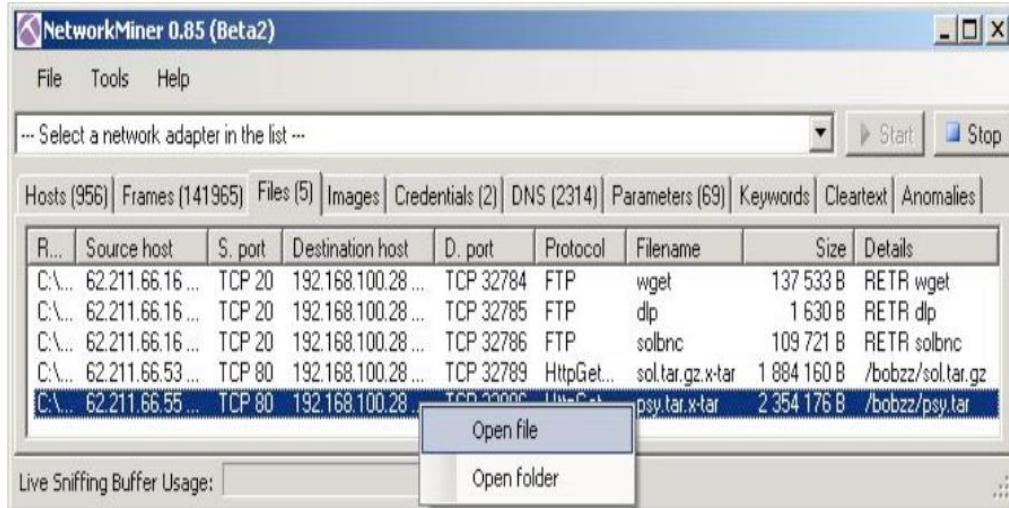 NetworkMiner 0.85 (Beta2)
File Tools Help
--- Select a network adapter in the list --- Start Stop
Hosts (956) Frames (141965) Files (5) Images Credentials (2) DNS (2314) Parameters (69) Keywords Cleartext Anomalies
R... Source host S. port Destination host D. port Protocol Filename Size Details
C:\... 62.211.66.16 ... TCP 20 192.168.100.28 ... TCP 32784 FTP wget 137 533 B RETR wget
C:\... 62.211.66.16 ... TCP 20 192.168.100.28 ... TCP 32785 FTP dlp 1 630 B RETR dlp
C:\... 62.211.66.16 ... TCP 20 192.168.100.28 ... TCP 32786 FTP solbnc 109 721 B RETR solbnc
C:\... 62.211.66.53 ... TCP 80 192.168.100.28 ... TCP 32789 HttpGet... sol.tar.gz.x-tar 1 884 160 B /bobzz/sol.tar.gz
C:\... 62.211.66.55 ... TCP 80 192.168.100.28 ... psy.tar.x-tar 2 354 176 B /bobzz/psy.tar
Open file
Open folder
Live Sniffing Buffer Usage: